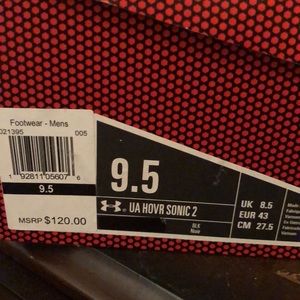 Footwear - Mens
021395 005
1 92811 05607 6
9.5
MSRP $120.00
9.5
UA HOVR SONIC 2
BLK
UK 8.5
EUR 43
CM 27.5